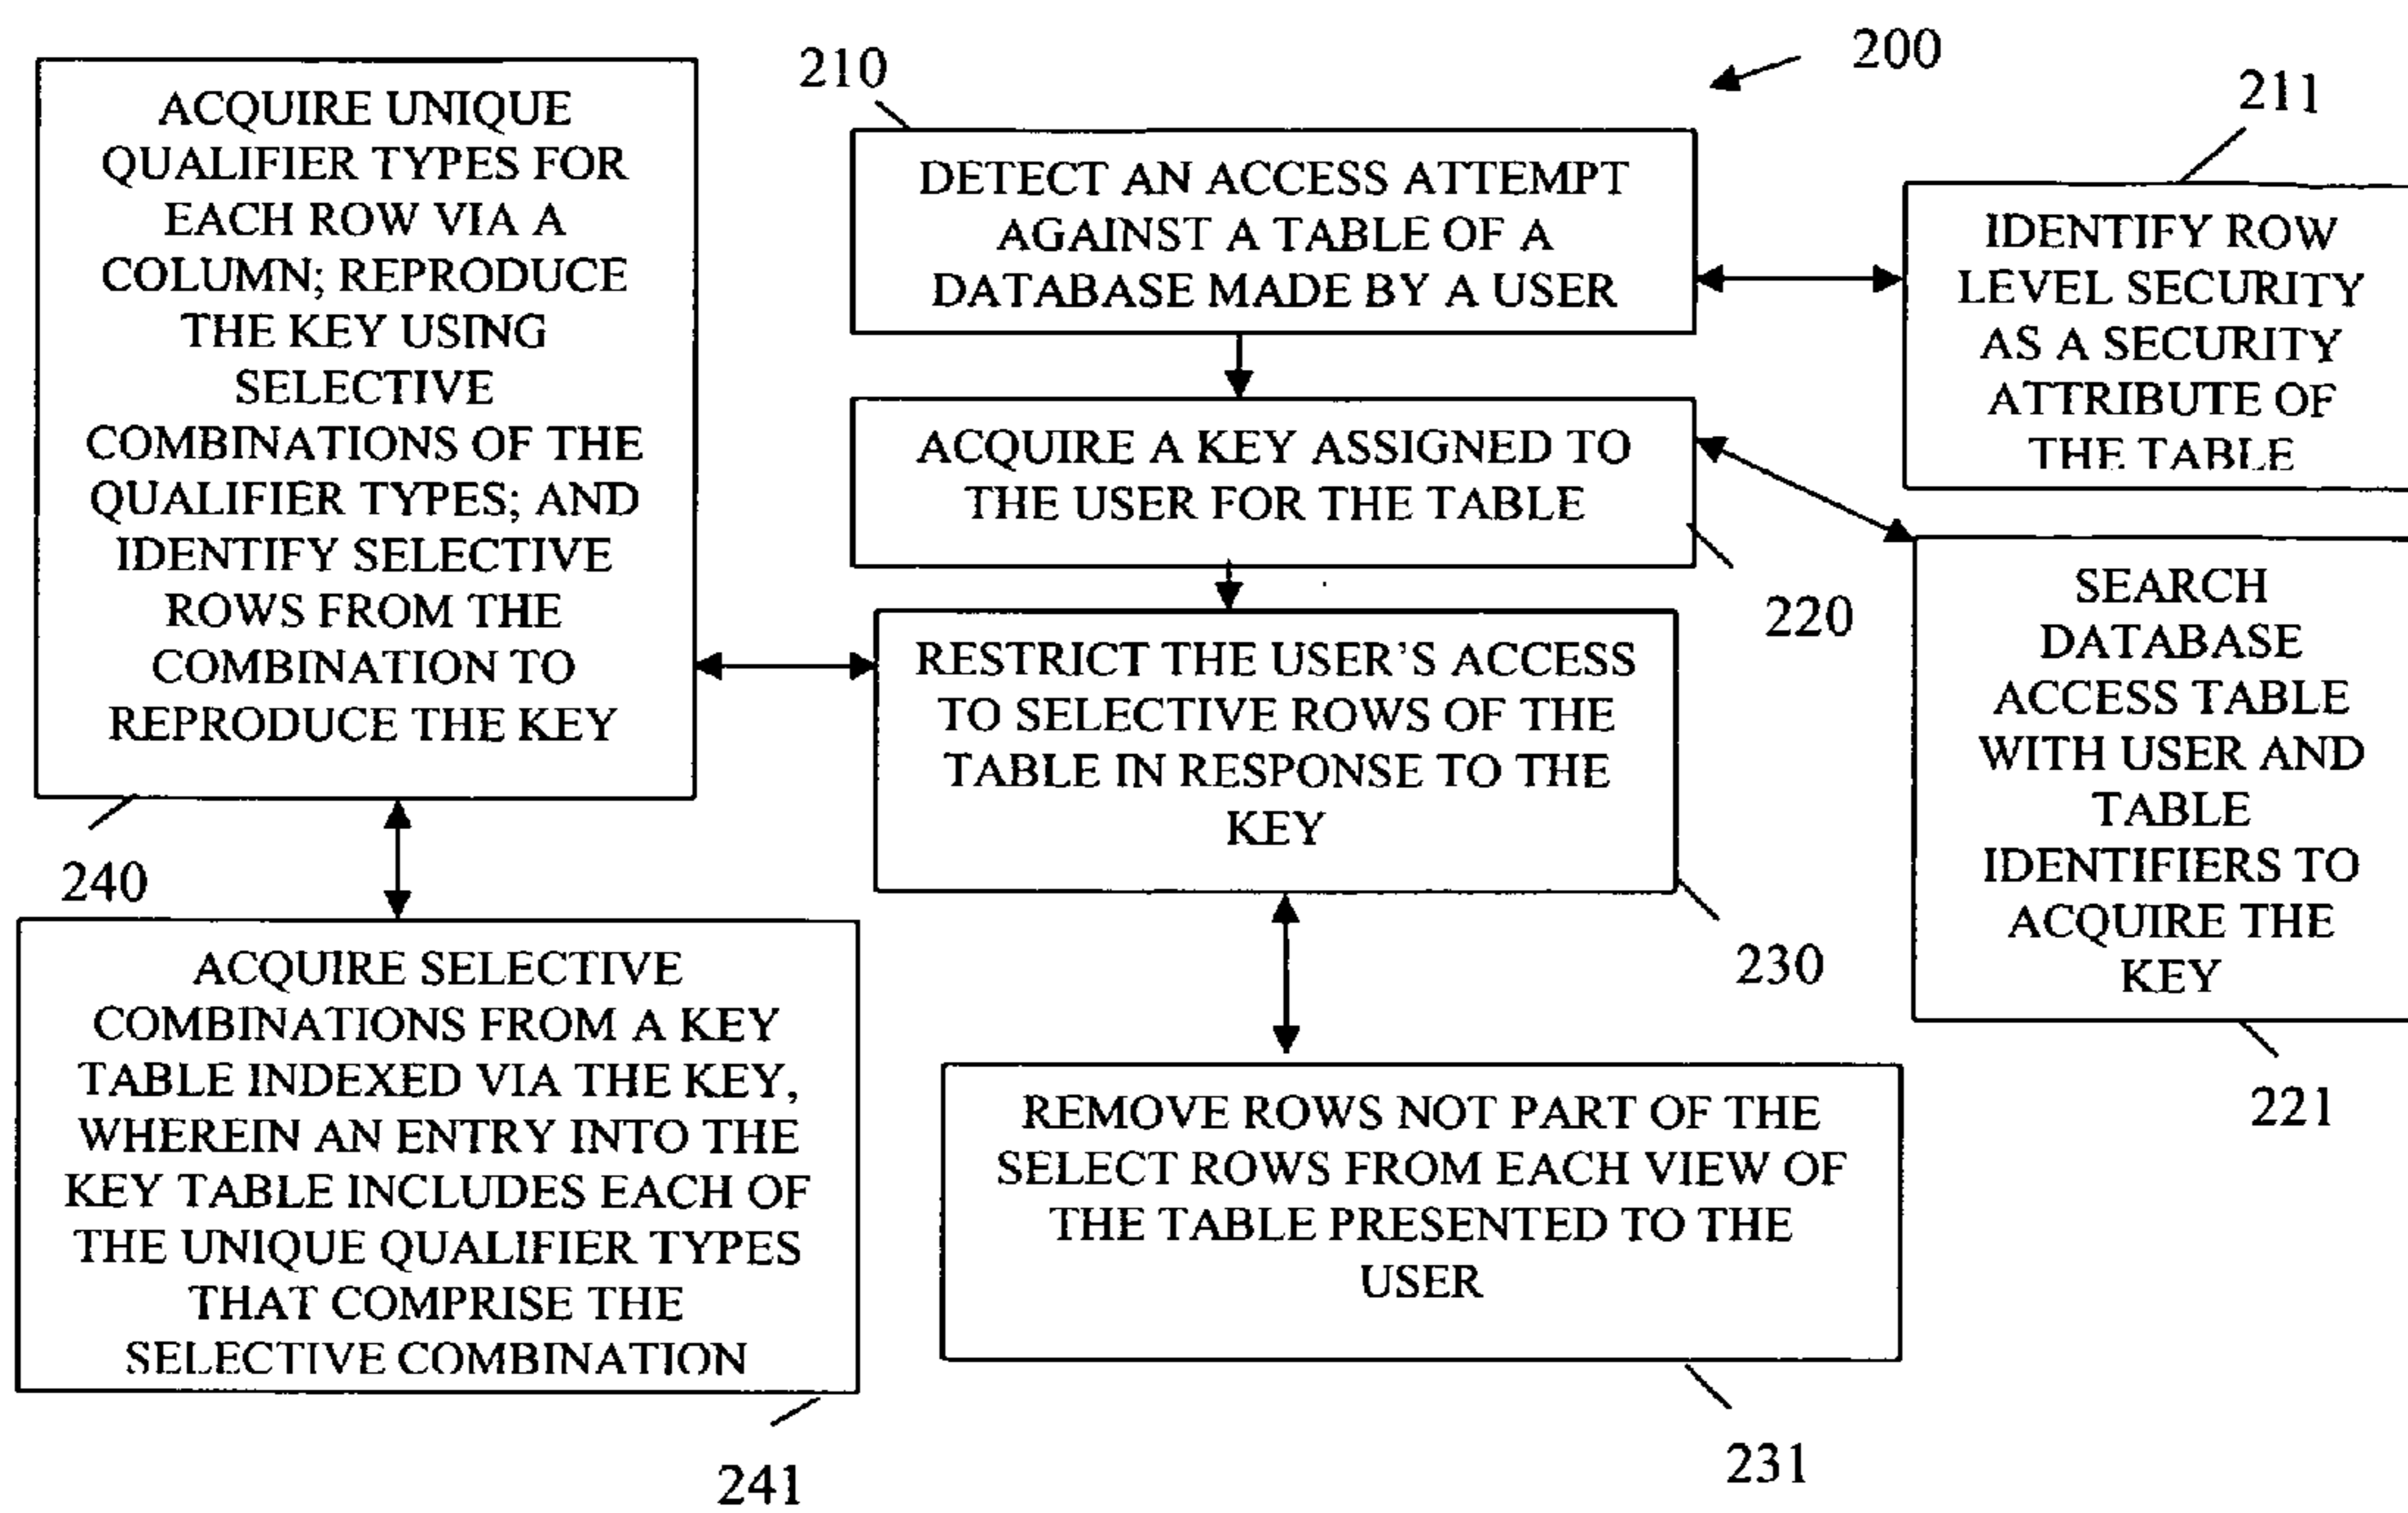 200
210
211
ACQUIRE UNIQUE
QUALIFIER TYPES FOR
EACH ROW VIA A
COLUMN; REPRODUCE
THE KEY USING
SELECTIVE
COMBINATIONS OF THE
QUALIFIER TYPES; AND
IDENTIFY SELECTIVE
ROWS FROM THE
COMBINATION TO
REPRODUCE THE KEY
240
DETECT AN ACCESS ATTEMPT
AGAINST A TABLE OF A
DATABASE MADE BY A USER
IDENTIFY ROW
LEVEL SECURITY
AS A SECURITY
ATTRIBUTE OF
THE TABLE
ACQUIRE A KEY ASSIGNED TO
THE USER FOR THE TABLE
220
SEARCH
DATABASE
ACCESS TABLE
WITH USER AND
TABLE
IDENTIFIERS TO
ACQUIRE THE
KEY
221
RESTRICT THE USER'S ACCESS
TO SELECTIVE ROWS OF THE
TABLE IN RESPONSE TO THE
KEY
230
ACQUIRE SELECTIVE
COMBINATIONS FROM A KEY
TABLE INDEXED VIA THE KEY,
WHEREIN AN ENTRY INTO THE
KEY TABLE INCLUDES EACH OF
THE UNIQUE QUALIFIER TYPES
THAT COMPRISE THE
SELECTIVE COMBINATION
241
REMOVE ROWS NOT PART OF THE
SELECT ROWS FROM EACH VIEW OF
THE TABLE PRESENTED TO THE
USER
231